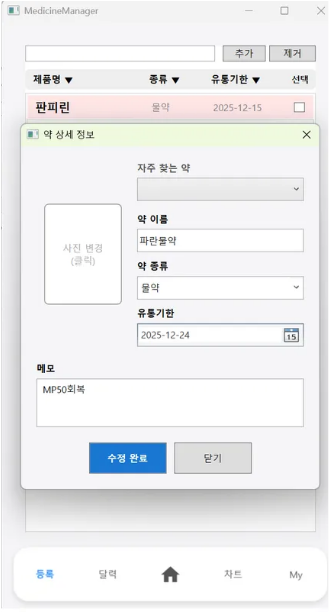 MedicineManager
추가
제거
제품명 ▼
종류 ▼
유통기한 ▼
선택
판피린
물약
2025-12-15
약 상세 정보
자주 찾는 약
사진 변경
(클릭)
약 이름
파란물약
약 종류
물약
유통기한
2025-12-24
15
메모
MP50회복
수정 완료
닫기
등록
달력
차트
My